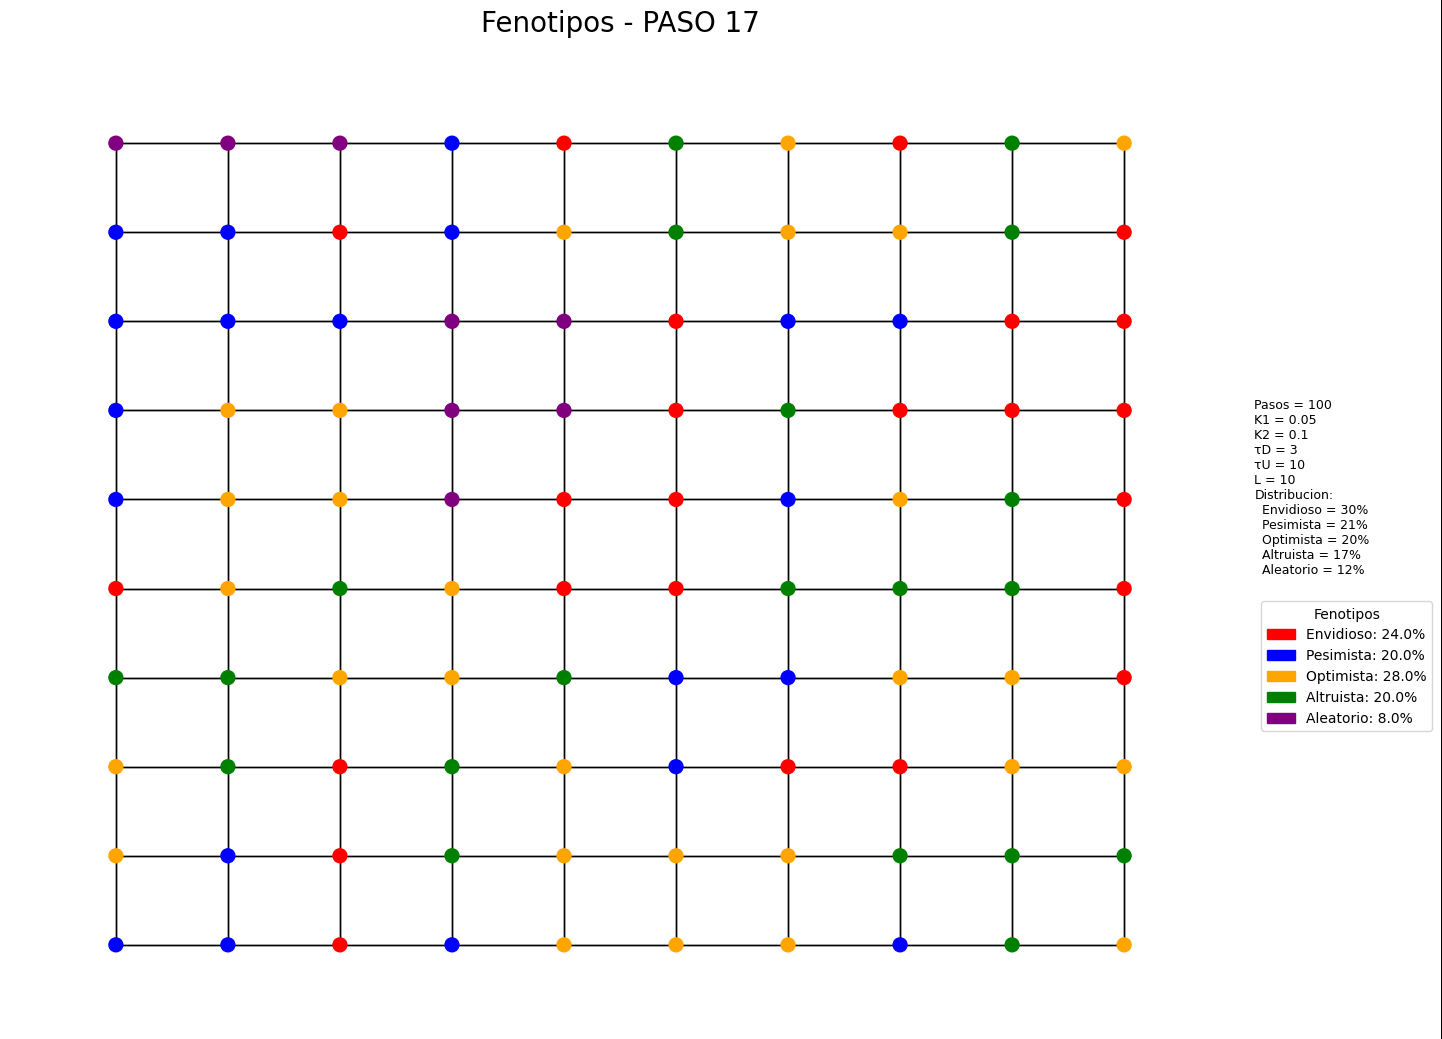 Fenotipos - PASO 17
Pasos = 100
K1 = 0.05
K2 = 0.1
τD = 3
τU = 10
L = 10
Distribucion:
Envidioso = 30%
Pesimista = 21%
Optimista = 20%
Altruista = 17%
Aleatorio = 12%
Fenotipos
Envidioso: 24.0%
Pesimista: 20.0%
Optimista: 28.0%
Altruista: 20.0%
Aleatorio: 8.0%